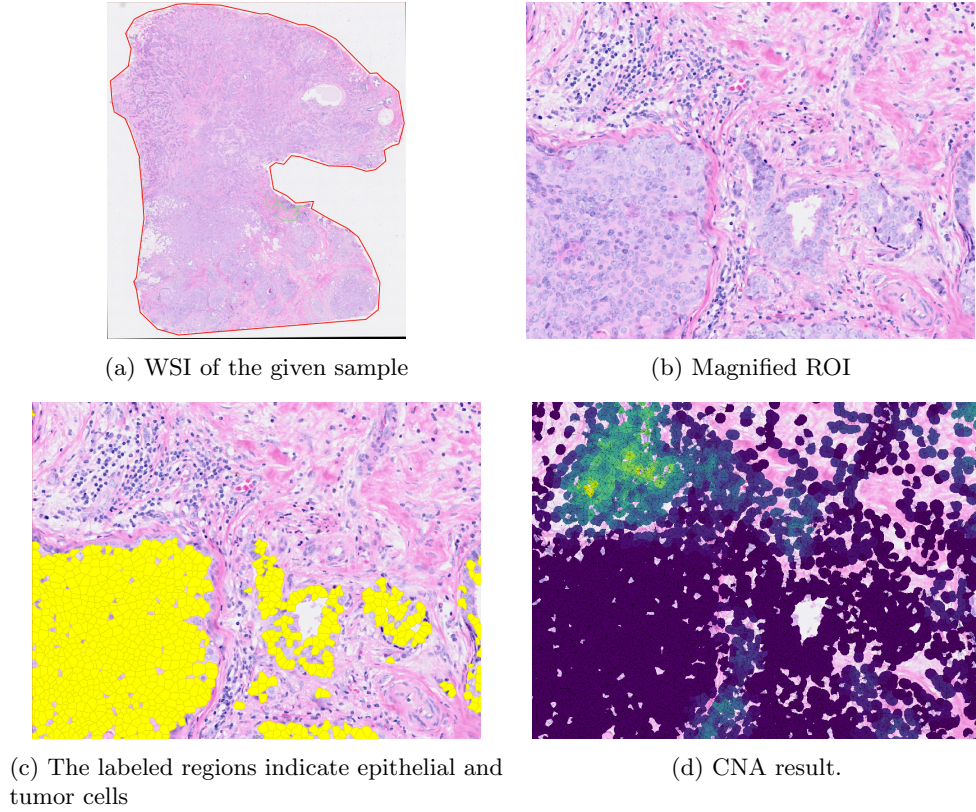 (a) WSI of the given sample
(b) Magnified ROI
(c) The labeled regions indicate epithelial and
tumor cells
(d) CNA result.